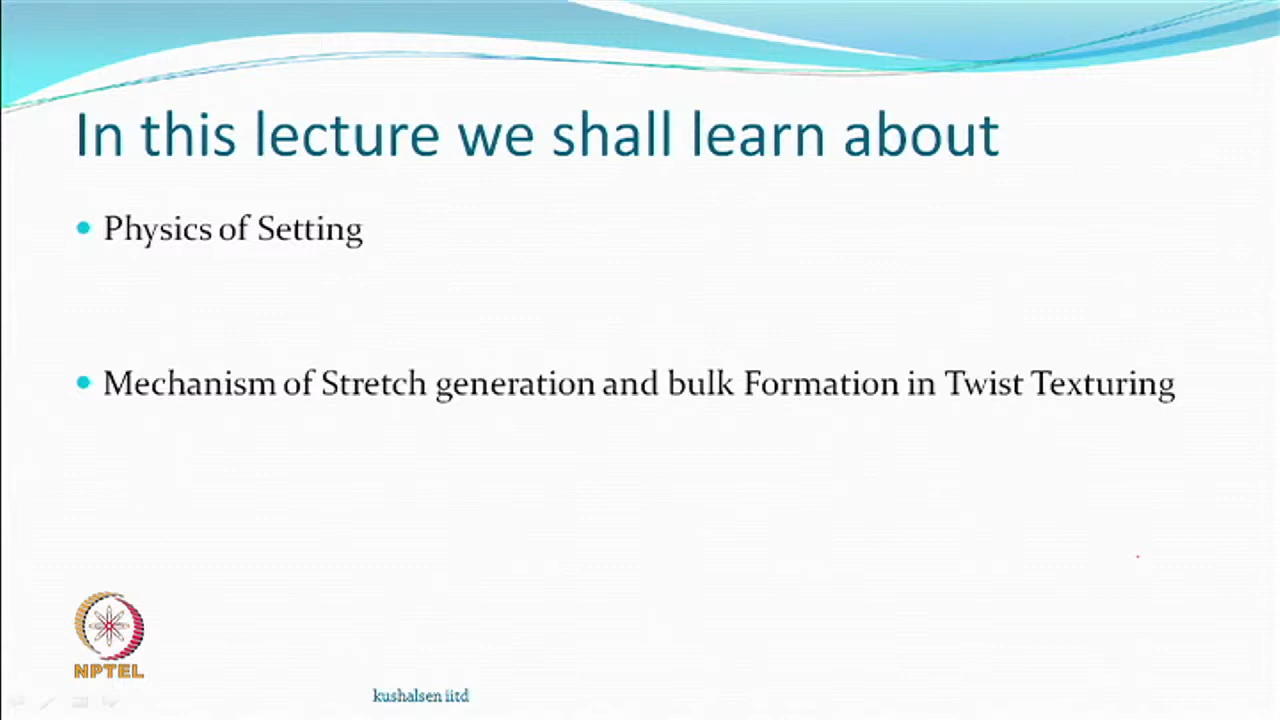 In this lecture we shall learn about
Physics of Setting
Mechanism of Stretch generation and bulk Formation in Twist Texturing
NPTEL
kushalsen iitd